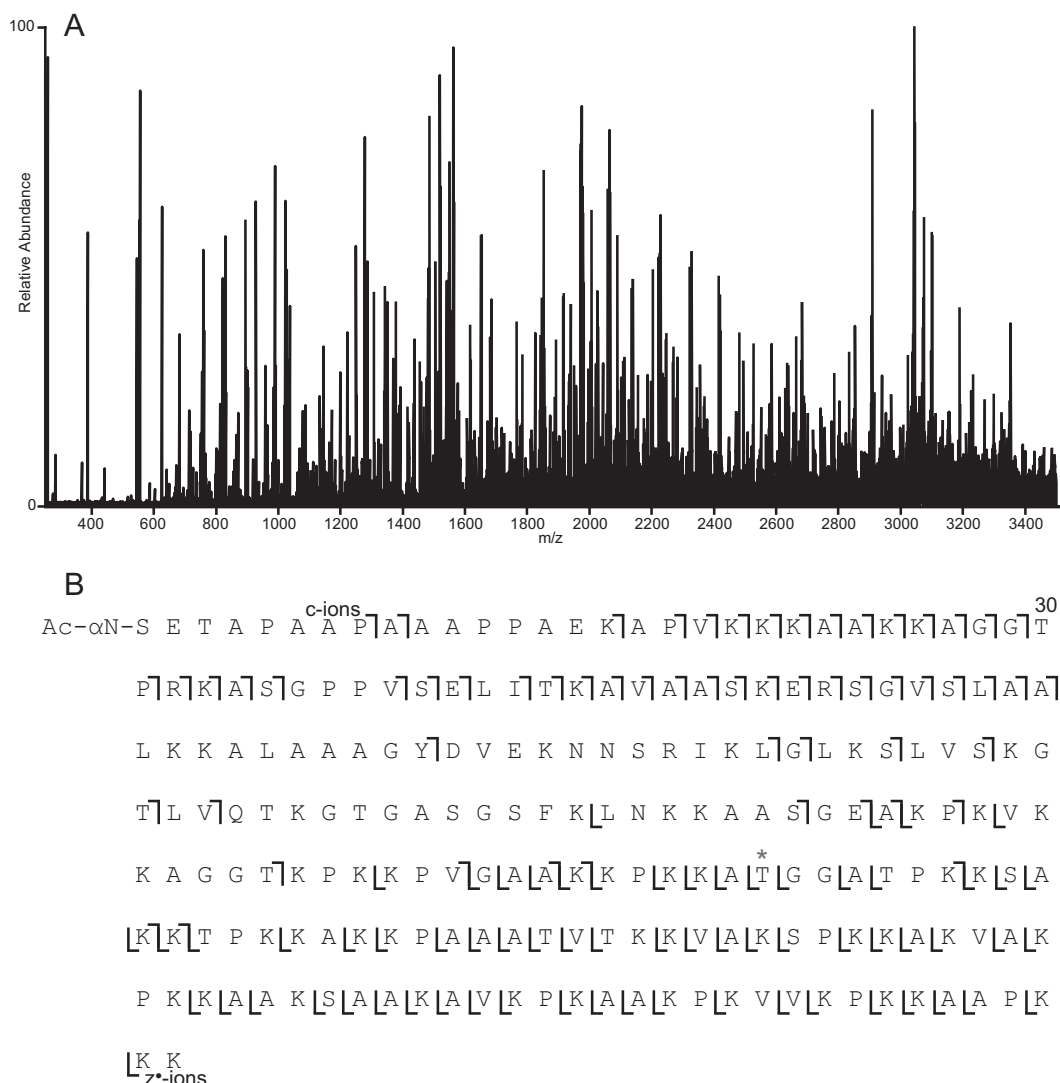 A
100
Relative Abundance
0
400 600 800 1000 1200 1400 1600 1800 2000 2200 2400 2600 2800 3000 3200 3400
m/z
B
c-ions
30
Ac-αN-S E T A P A A P A A A P P A E K A P V K K K A A K K A G G T
P R K A S G P P V S E L I T K A V A A S K E R S G V S L A A
L K K A L A A A G Y D V E K N N S R I K L G L K S L V S K G
T L V Q T K G T G A S G S F K L N K K A A S G E A K P K V K
*
K A G G T K P K K P V G A A K K P K K A T G G A T P K K S A
K K T P K K A K K P A A A T V T K K V A K S P K K A K V A K
P K K A A K S A A K A V K P K A A K P K V V K P K K A A P K
K K
z•-ions